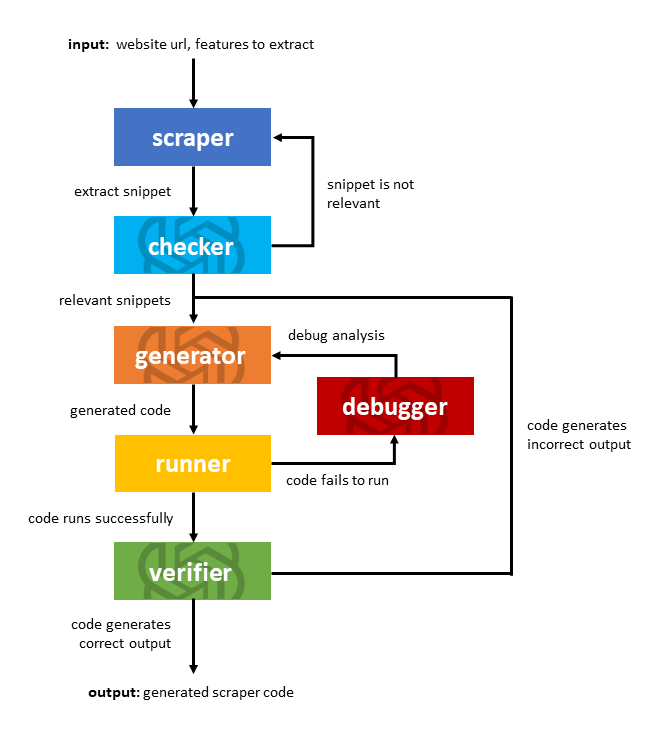 input: website url, features to extract
scraper
extract snippet
snippet is not
relevant
checker
relevant snippets
generator
debug analysis
debugger
generated code
code generates
incorrect output
runner
code fails to run
code runs successfully
verifier
code generates
correct output
output: generated scraper code